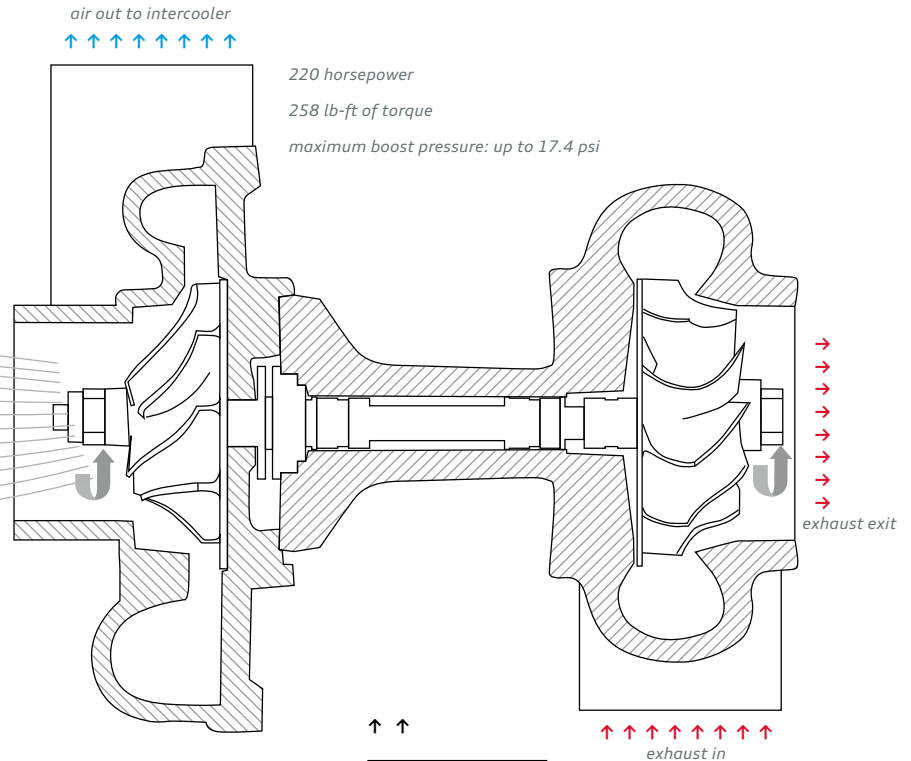 air out to intercooler
220 horsepower
258 lb-ft of torque
maximum boost pressure: up to 17.4 psi
exhaust exit
exhaust in